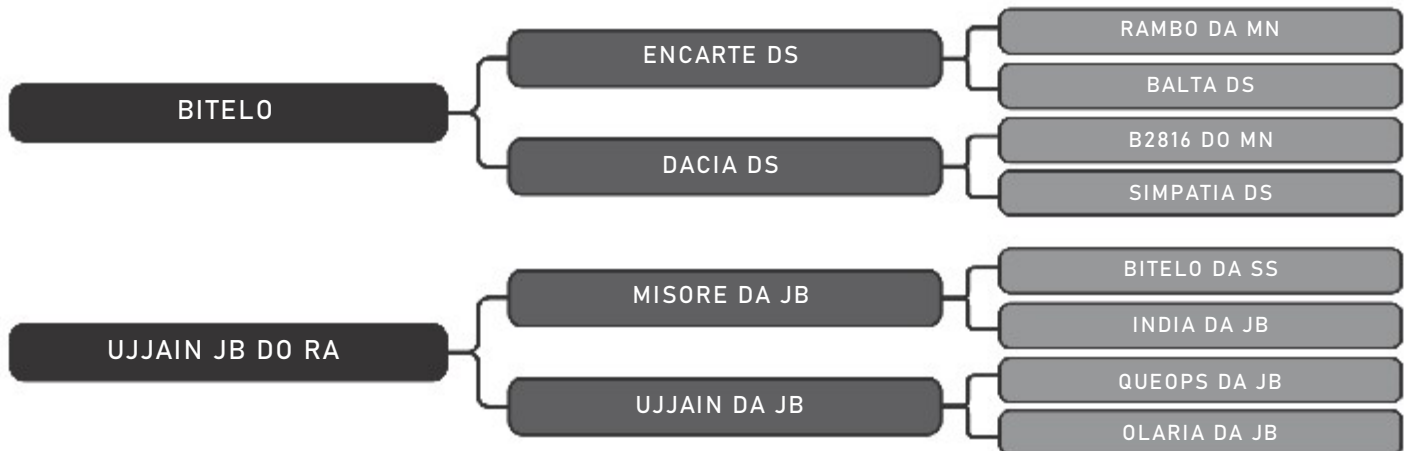 BITELO
ENCARTE DS
RAMBO DA MN
BALTA DS
DACIA DS
B2816 DO MN
SIMPATIA DS
UJJAIN JB DO RA
MISORE DA JB
BITELO DA SS
INDIA DA JB
UJJAIN DA JB
QUEOPS DA JB
OLARIA DA JB